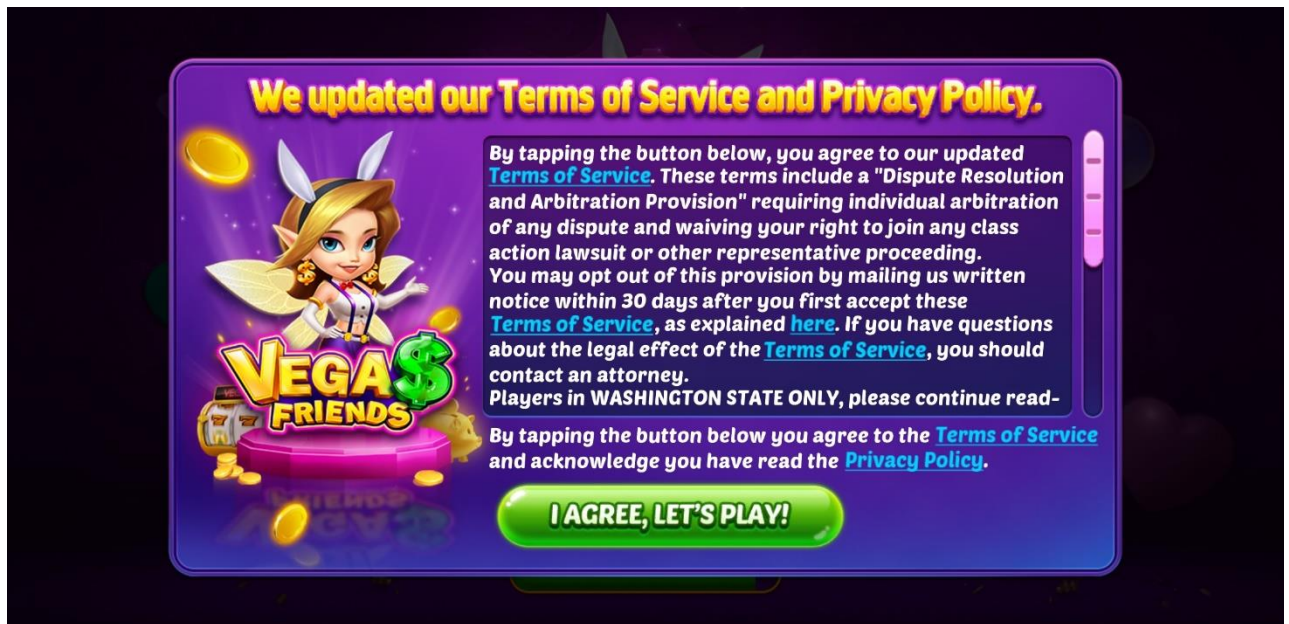 We updated our Terms of Service and Privacy Policy.
By tapping the button below, you agree to our updated
Terms of Service. These terms include a "Dispute Resolution
and Arbitration Provision" requiring individual arbitration
of any dispute and waiving your right to join any class
action lawsuit or other representative proceeding.
You may opt out of this provision by mailing us written
notice within 30 days after you first accept these
Terms of Service, as explained here. If you have questions
about the legal effect of the Terms of Service, you should
contact an attorney.
Players in WASHINGTON STATE ONLY, please continue read-
VEGA$
FRIENDS
By tapping the button below you agree to the Terms of Service
and acknowledge you have read the Privacy Policy.
I AGREE, LET'S PLAY!